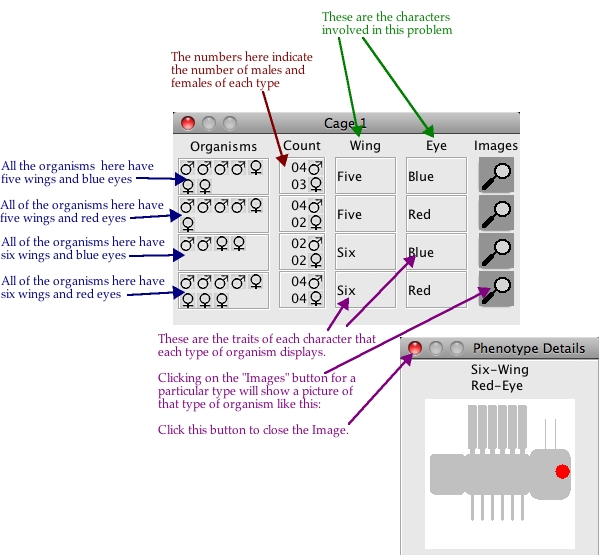 These are the characters
involved in this problem
The numbers here indicate
the number of males and
females of each type
Cage 1
Organisms Count Wing Eye Images
All the organisms here have
five wings and blue eyes
04♂ Five Blue
03♀
All of the organisms here have
five wings and red eyes
04♂ Five Red
02♀
All of the organisms here have
six wings and blue eyes
02♂ Six Blue
02♀
All of the organisms here have
six wings and red eyes
04♂ Six Red
04♀
These are the traits of each character that
each type of organism displays.
Clicking on the "Images" button for a
particular type will show a picture of
that type of organism like this:
Click this button to close the Image.
Phenotype Details
Six-Wing
Red-Eye